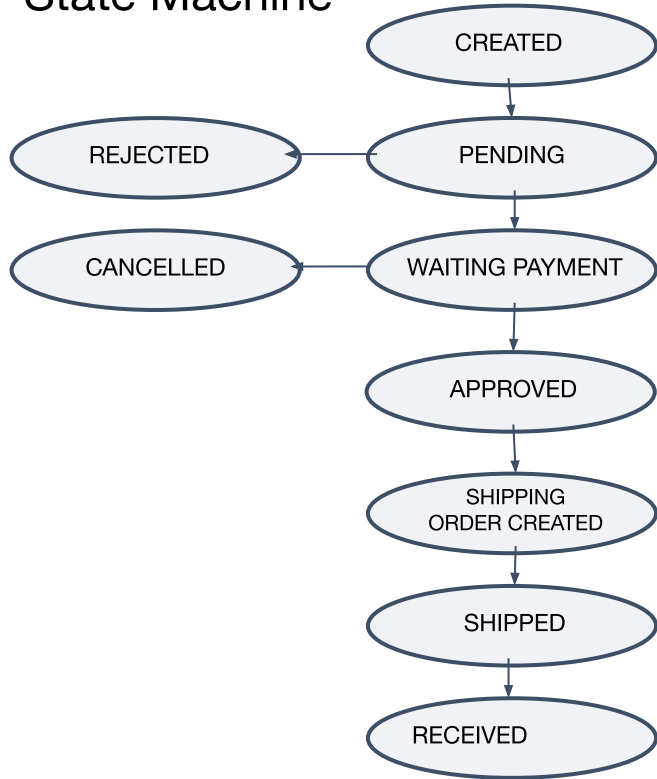 State Machine
CREATED
REJECTED
PENDING
CANCELLED
WAITING PAYMENT
APPROVED
SHIPPING
ORDER CREATED
SHIPPED
RECEIVED